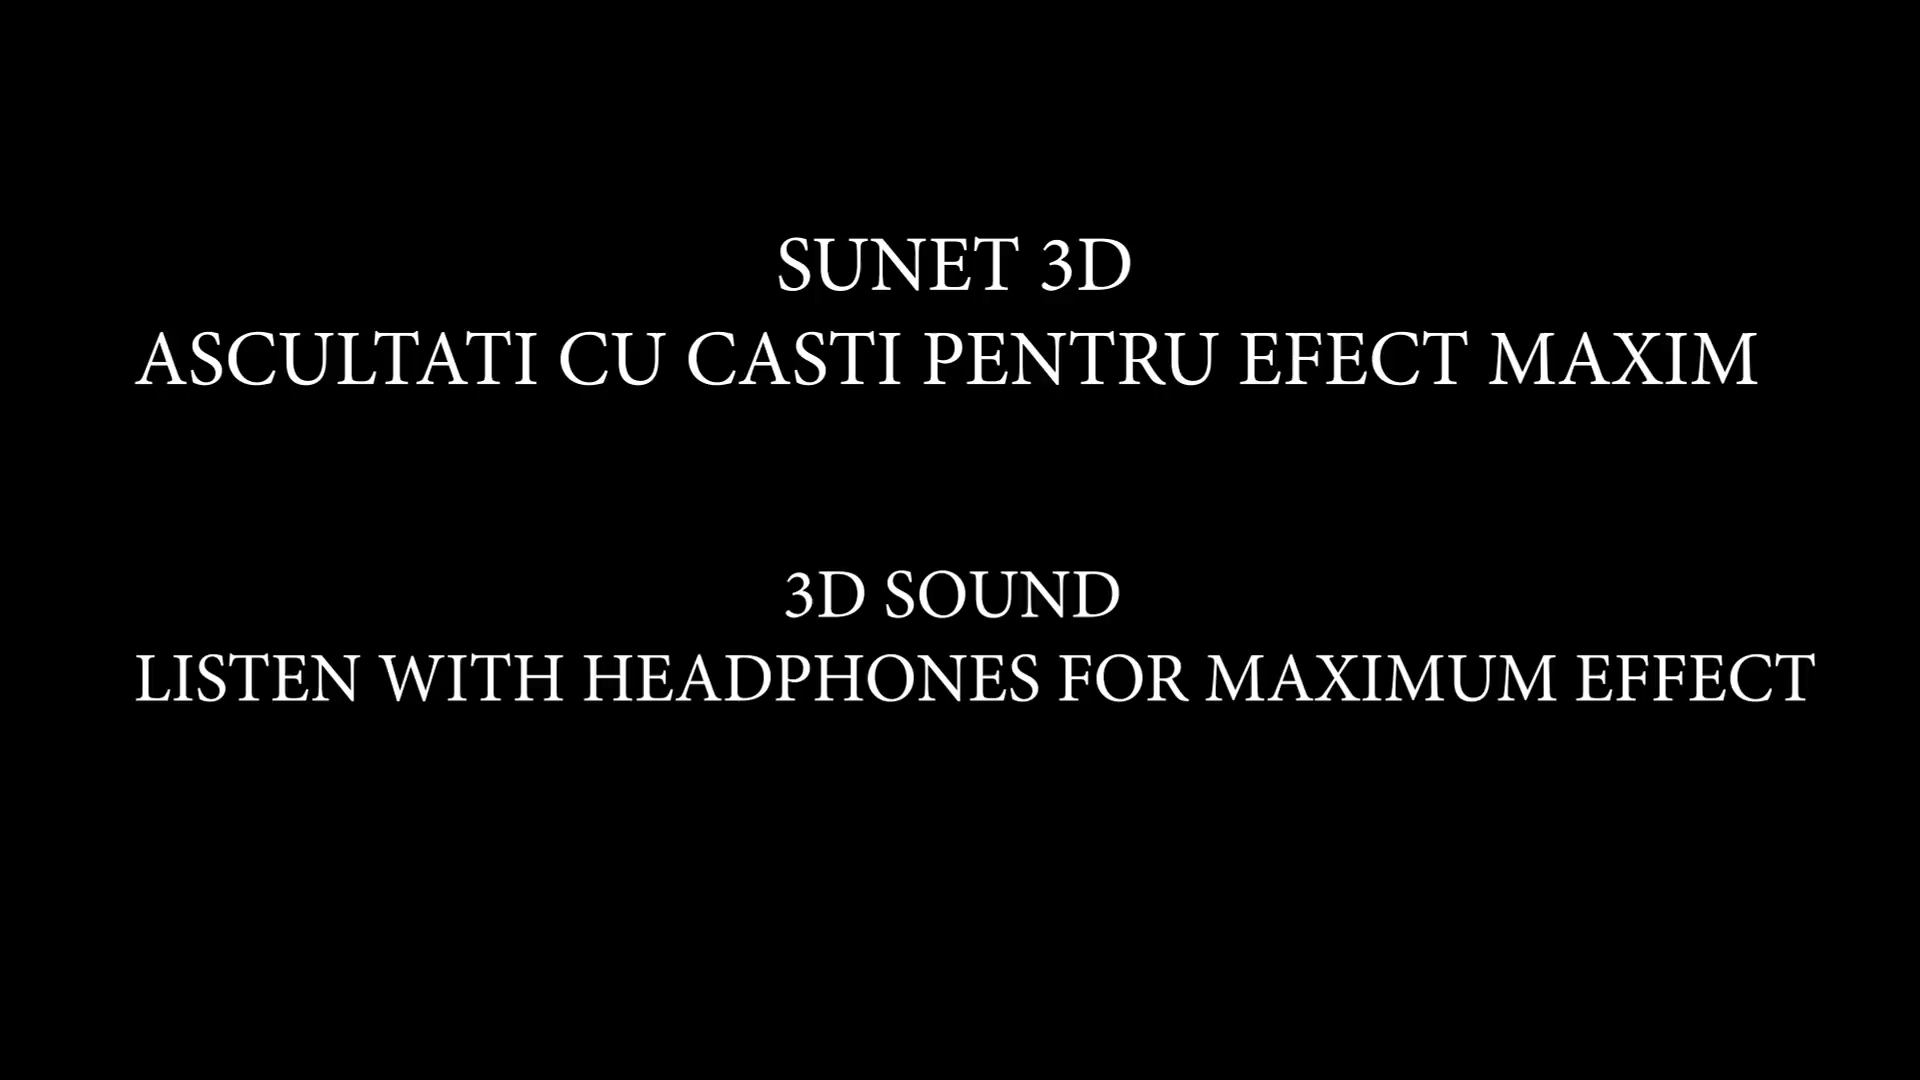 SUNET 3D
ASCULTATI CU CASTI PENTRU EFECT MAXIM
3D SOUND
LISTEN WITH HEADPHONES FOR MAXIMUM EFFECT